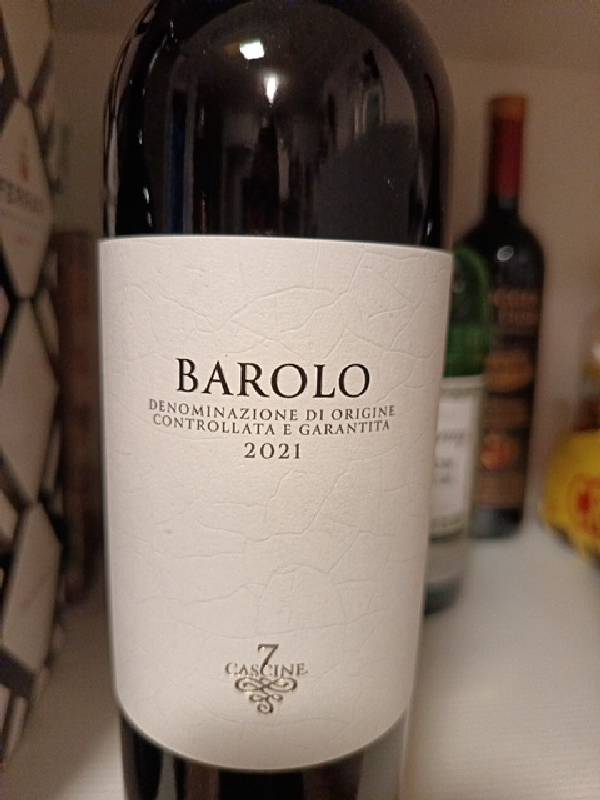 BAROLO
DENOMINAZIONE DI ORIGINE
CONTROLLATA E GARANTITA
2021
7
CASCINE